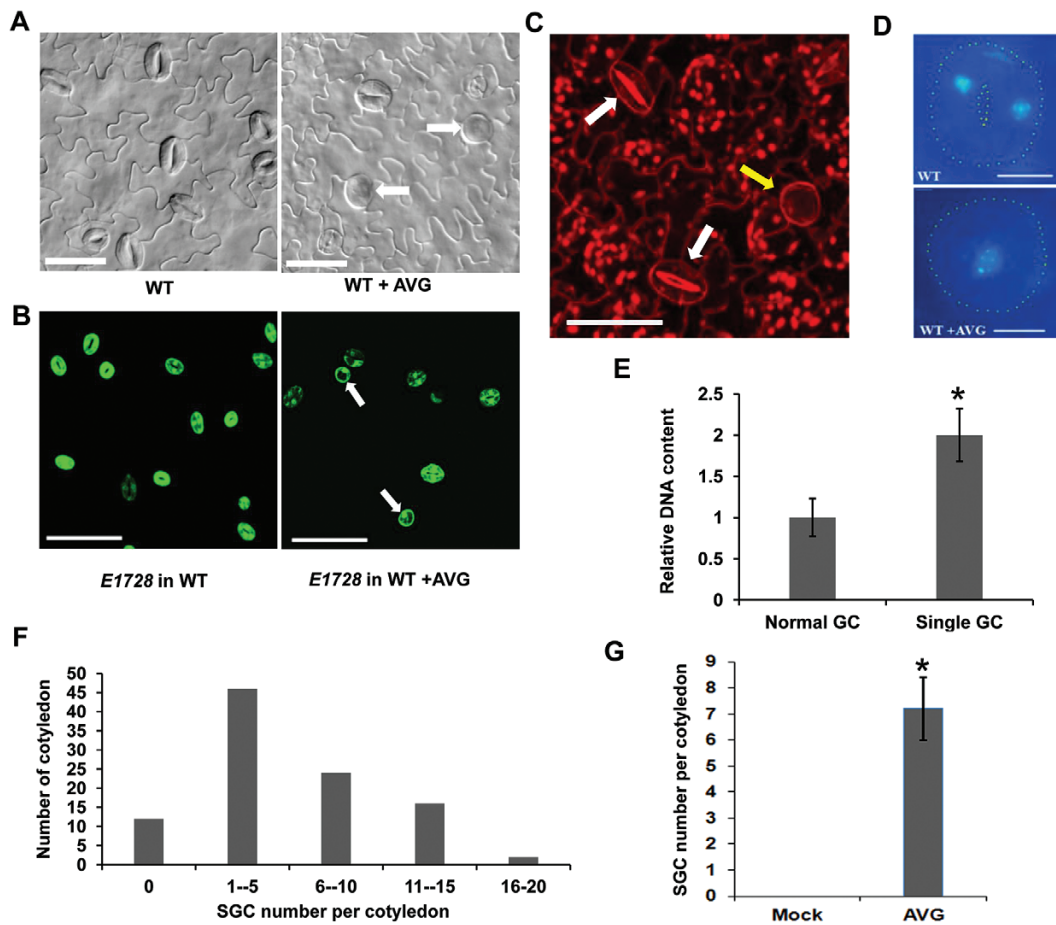 A
WT
WT + AVG
B
E1728 in WT
E1728 in WT +AVG
C
D
WT
WT +AVG
E
Relative DNA content
2.5
2
1.5
1
0.5
0
*
Normal GC
Single GC
F
Number of cotyledon
50
45
40
35
30
25
20
15
10
5
0
0
1--5
6--10
11--15
16-20
SGC number per cotyledon
G
SGC number per cotyledon
9
8
7
6
5
4
3
2
1
0
*
Mock
AVG